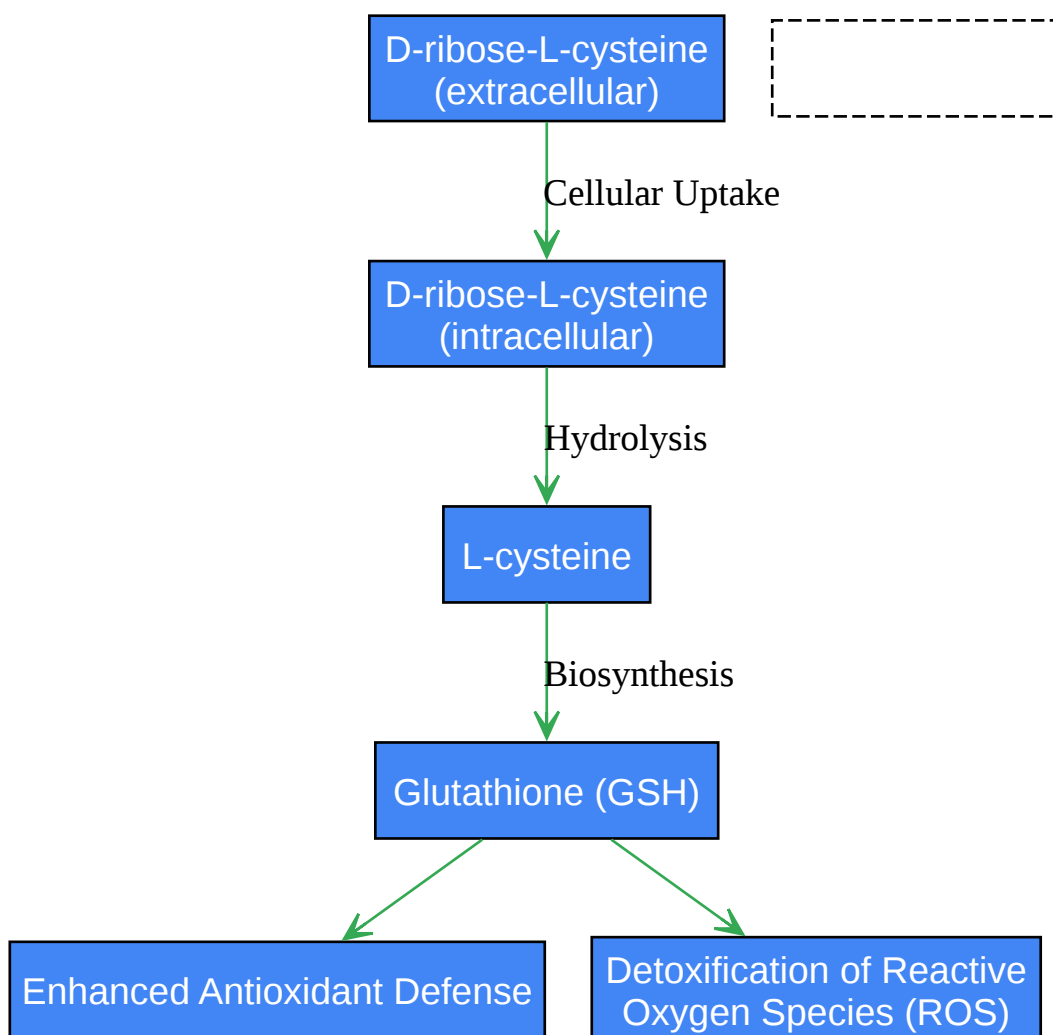 D-ribose-L-cysteine
(extracellular)
Cellular Uptake
D-ribose-L-cysteine
(intracellular)
Hydrolysis
L-cysteine
Biosynthesis
Glutathione (GSH)
Enhanced Antioxidant Defense
Detoxification of Reactive
Oxygen Species (ROS)